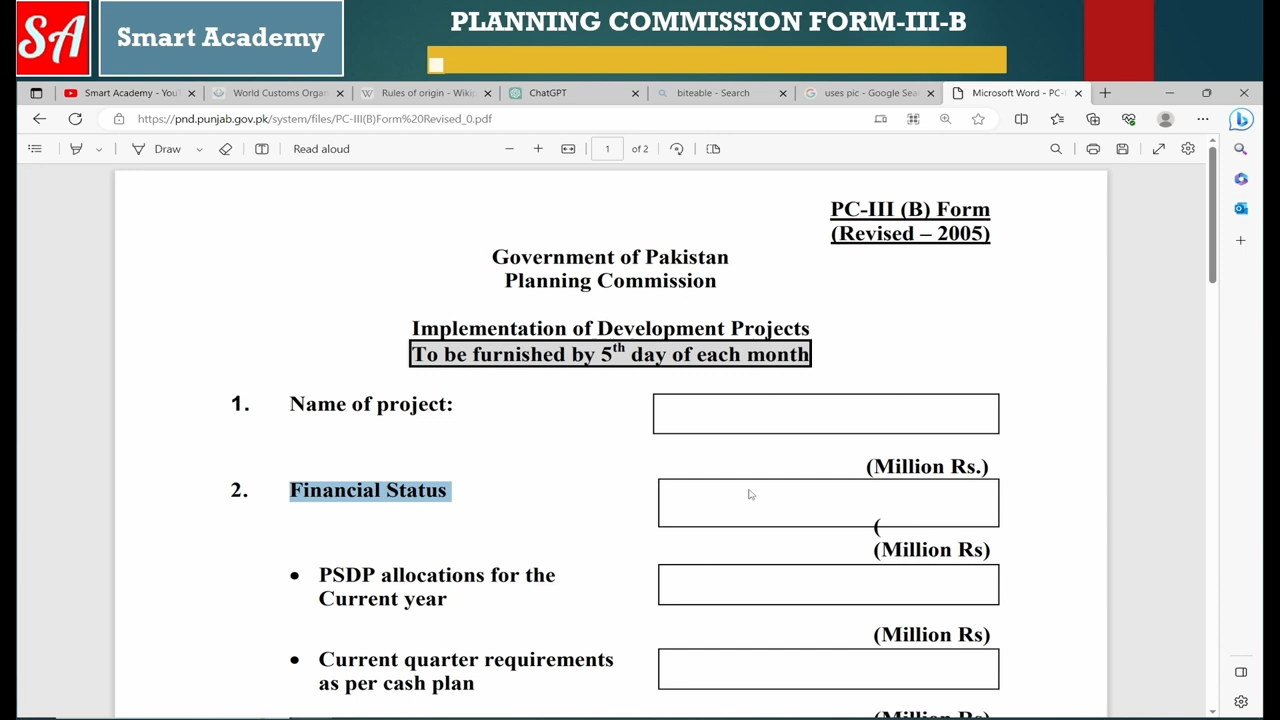 SA
Smart Academy
PLANNING COMMISSION FORM-III-B
Smart Academy - You
World Customs Organ
Rules of origin - Wikip
ChatGPT
biteable - Search
uses pic - Google Sea
Microsoft Word - PC-I
https://pnd.punjab.gov.pk/system/files/PC-III(B)Form%20Revised_0.pdf
Draw
Read aloud
1
of 2
PC-III (B) Form
(Revised – 2005)
Government of Pakistan
Planning Commission
Implementation of Development Projects
To be furnished by 5th day of each month
1. Name of project:
(Million Rs.)
2. Financial Status
(
(Million Rs)
• PSDP allocations for the
Current year
(Million Rs)
• Current quarter requirements
as per cash plan
(Million Rs)